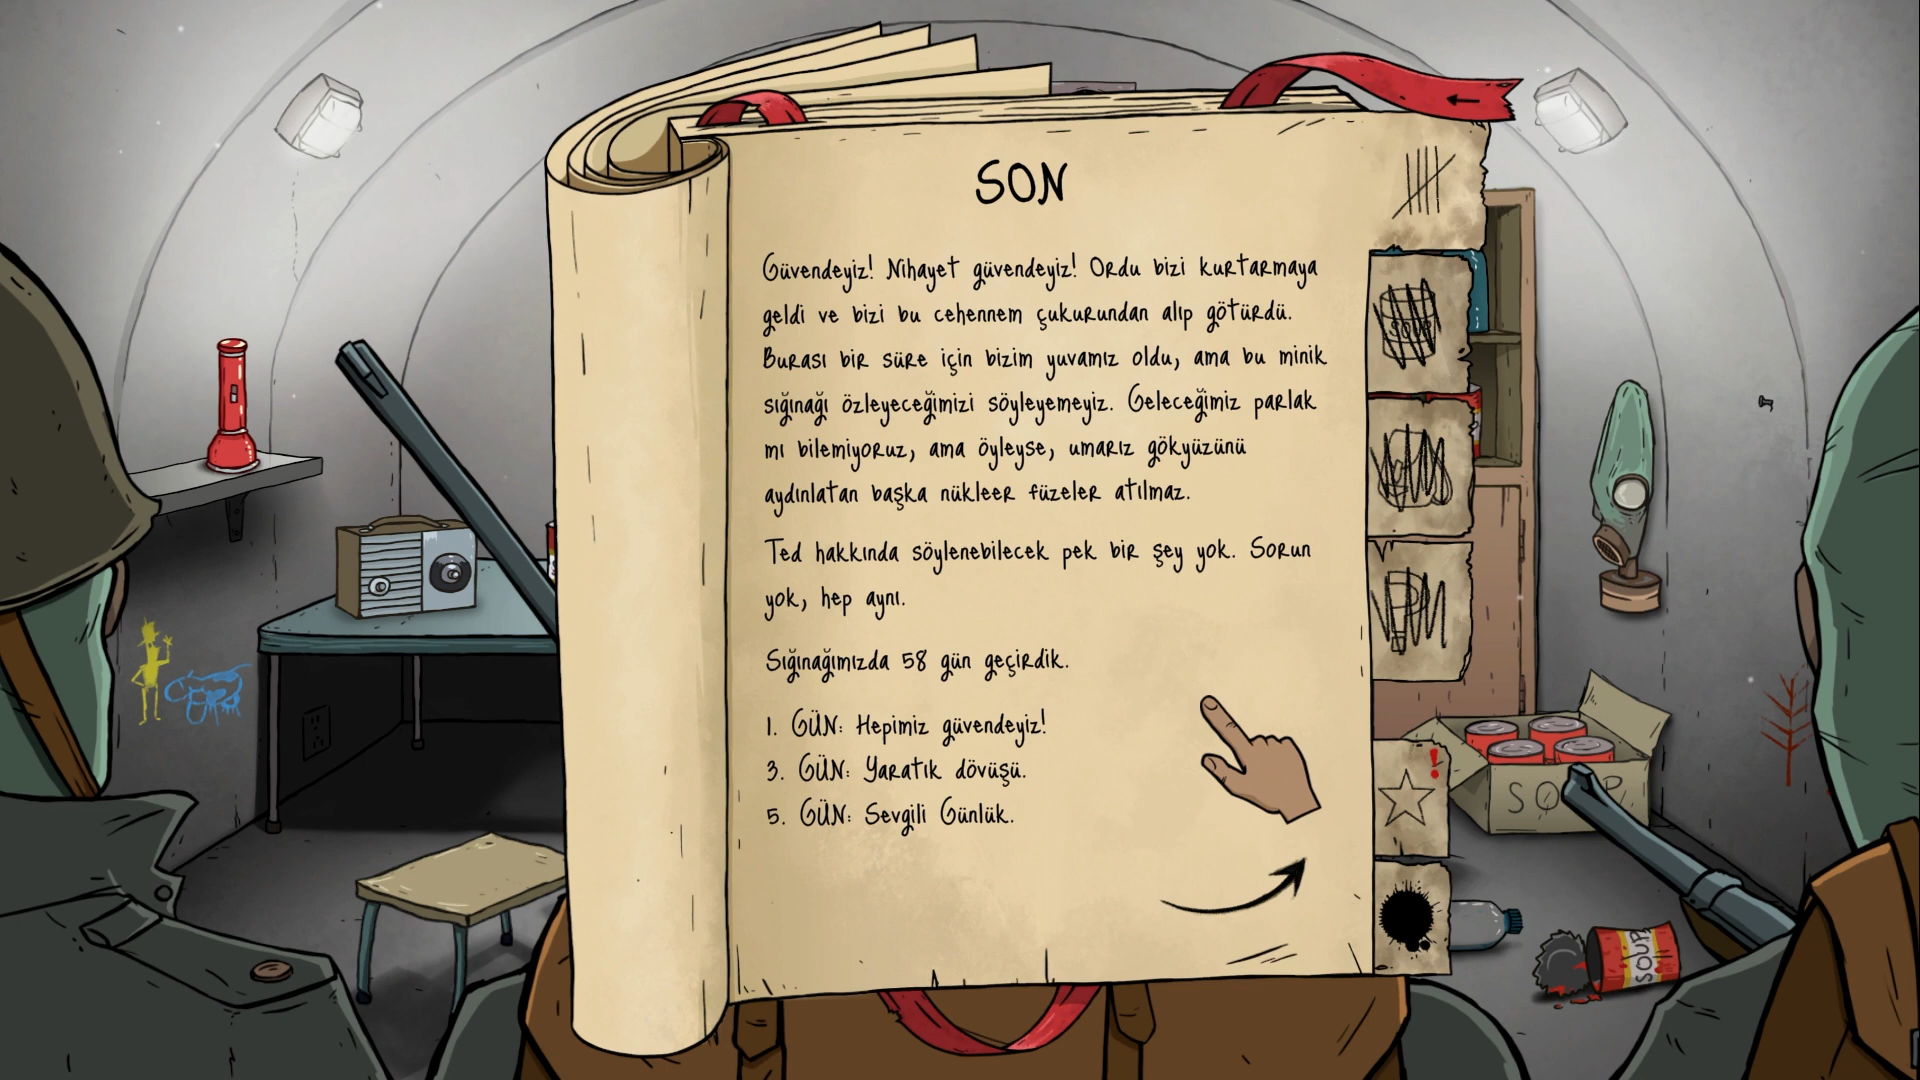 SON
Güvendeyiz! Nihayet güvendeyiz! Ordu bizi kurtarmaya
geldi ve bizi bu cehennem çukurundan alıp götürdü.
Burası bir süre için bizim yuvamız oldu, ama bu minik
sığınağı özleyeceğimizi söyleyemeyiz. Geleceğimiz parlak
mı bilemiyoruz, ama öyleyse, umarız gökyüzünü
aydınlatan başka nükleer füzeler atılmaz.
Ted hakkında söylenebilecek pek bir şey yok. Sorun
yok, hep aynı.
Sığınağımızda 58 gün geçirdik.
1. GÜN: Hepimiz güvendeyiz!
3. GÜN: Yaratık dövüşü.
5. GÜN: Sevgili Günlük.
SOUP
!
SOUP